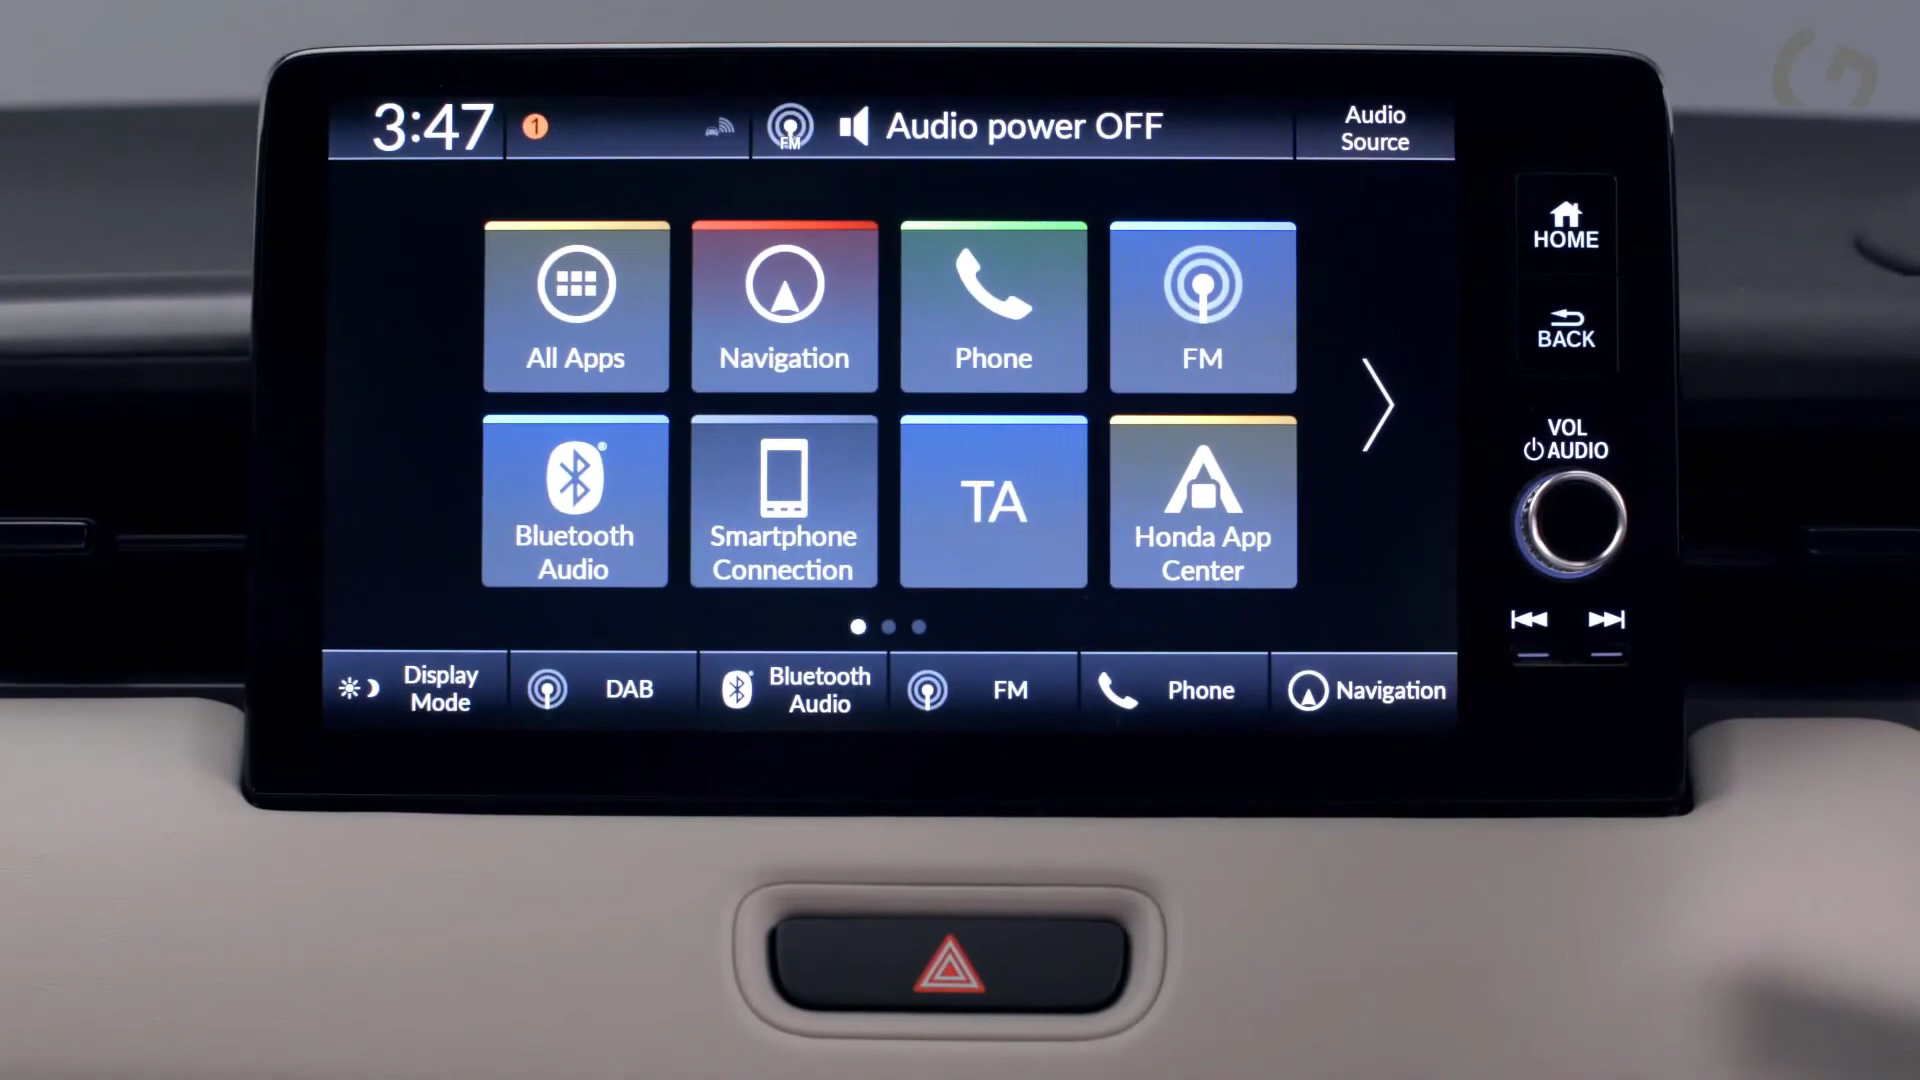 3:47
1
FM
Audio power OFF
Audio
Source
All Apps
Navigation
Phone
FM
Bluetooth
Audio
Smartphone
Connection
TA
Honda App
Center
Display
Mode
DAB
Bluetooth
Audio
FM
Phone
Navigation
HOME
BACK
VOL
AUDIO